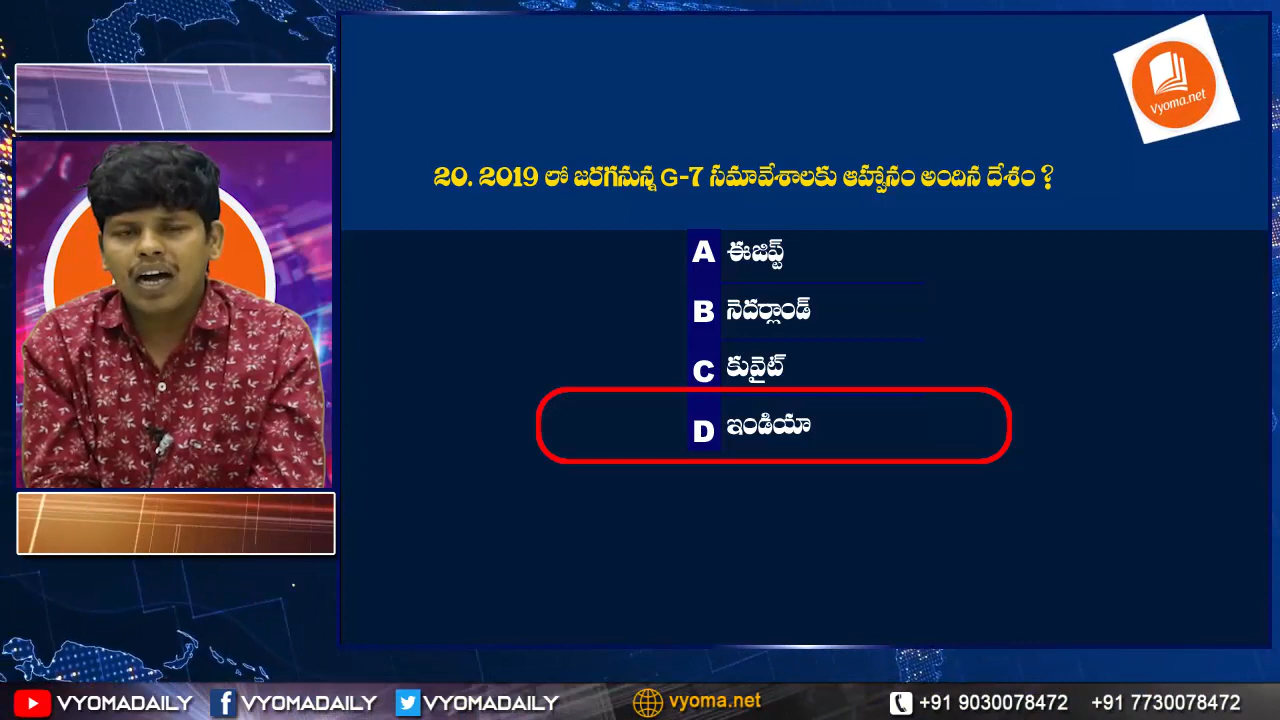 Vyoma.net
20. 2019 లో జరగనున్న G-7 సమావేశాలకు ఆహ్వానం అందిన దేశం ?
A ఈజిప్ట్
B నెదర్లాండ్
C కువైట్
D ఇండియా
VYOMADAILY VYOMADAILY VYOMADAILY vyoma.net +91 9030078472 +91 7730078472